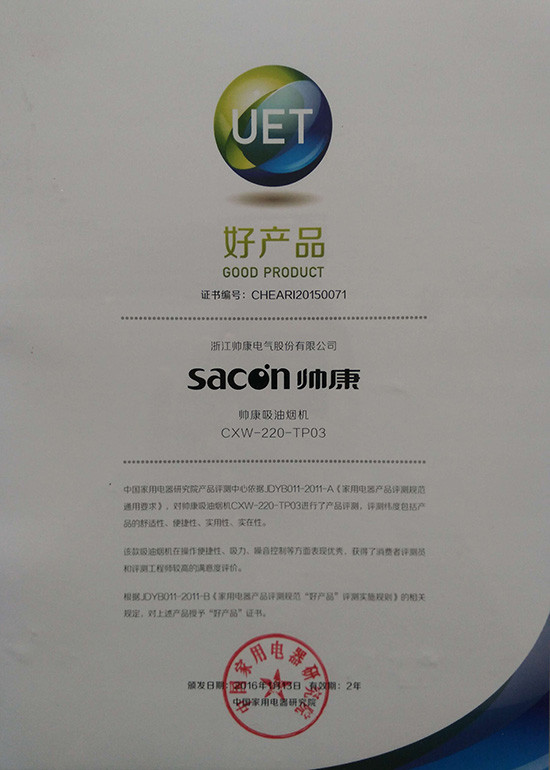 UET
好产品
GOOD PRODUCT
证书编号：CHEARI20150071
浙江帅康电气股份有限公司
sacon 帅康
帅康吸油烟机
CXW-220-TP03
中国家用电器研究院产品评测中心依据JDYB011-2011-A《家用电器产品评测规范
通用要求》，对帅康吸油烟机CXW-220-TP03进行了产品评测，评测纬度包括产
品的舒适性、便捷性、实用性、实在性。
该款吸油烟机在操作便捷性、吸力、噪音控制等方面表现优秀，获得了消费者评测员
和评测工程师较高的满意度评价。
根据JDYB011-2011-B《家用电器产品评测规范“好产品”评测实施规则》的相关
规定，对上述产品授予“好产品”证书。
颁发日期：2016年1月13日 有效期：2年
中国家用电器研究院
中国家用电器研究院